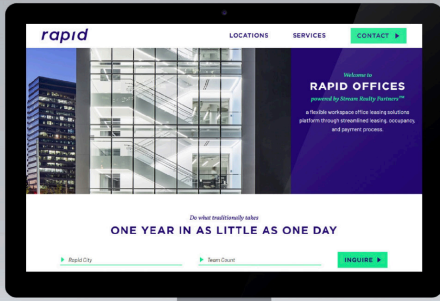 rapid
LOCATIONS
SERVICES
CONTACT
Welcome to
RAPID OFFICES
powered by Stream Realty Partners℠
a flexible workspace office leasing solutions
platform through streamlined leasing, occupancy,
and payment process.
Do what traditionally takes
ONE YEAR IN AS LITTLE AS ONE DAY
Rapid City
Team Count
INQUIRE